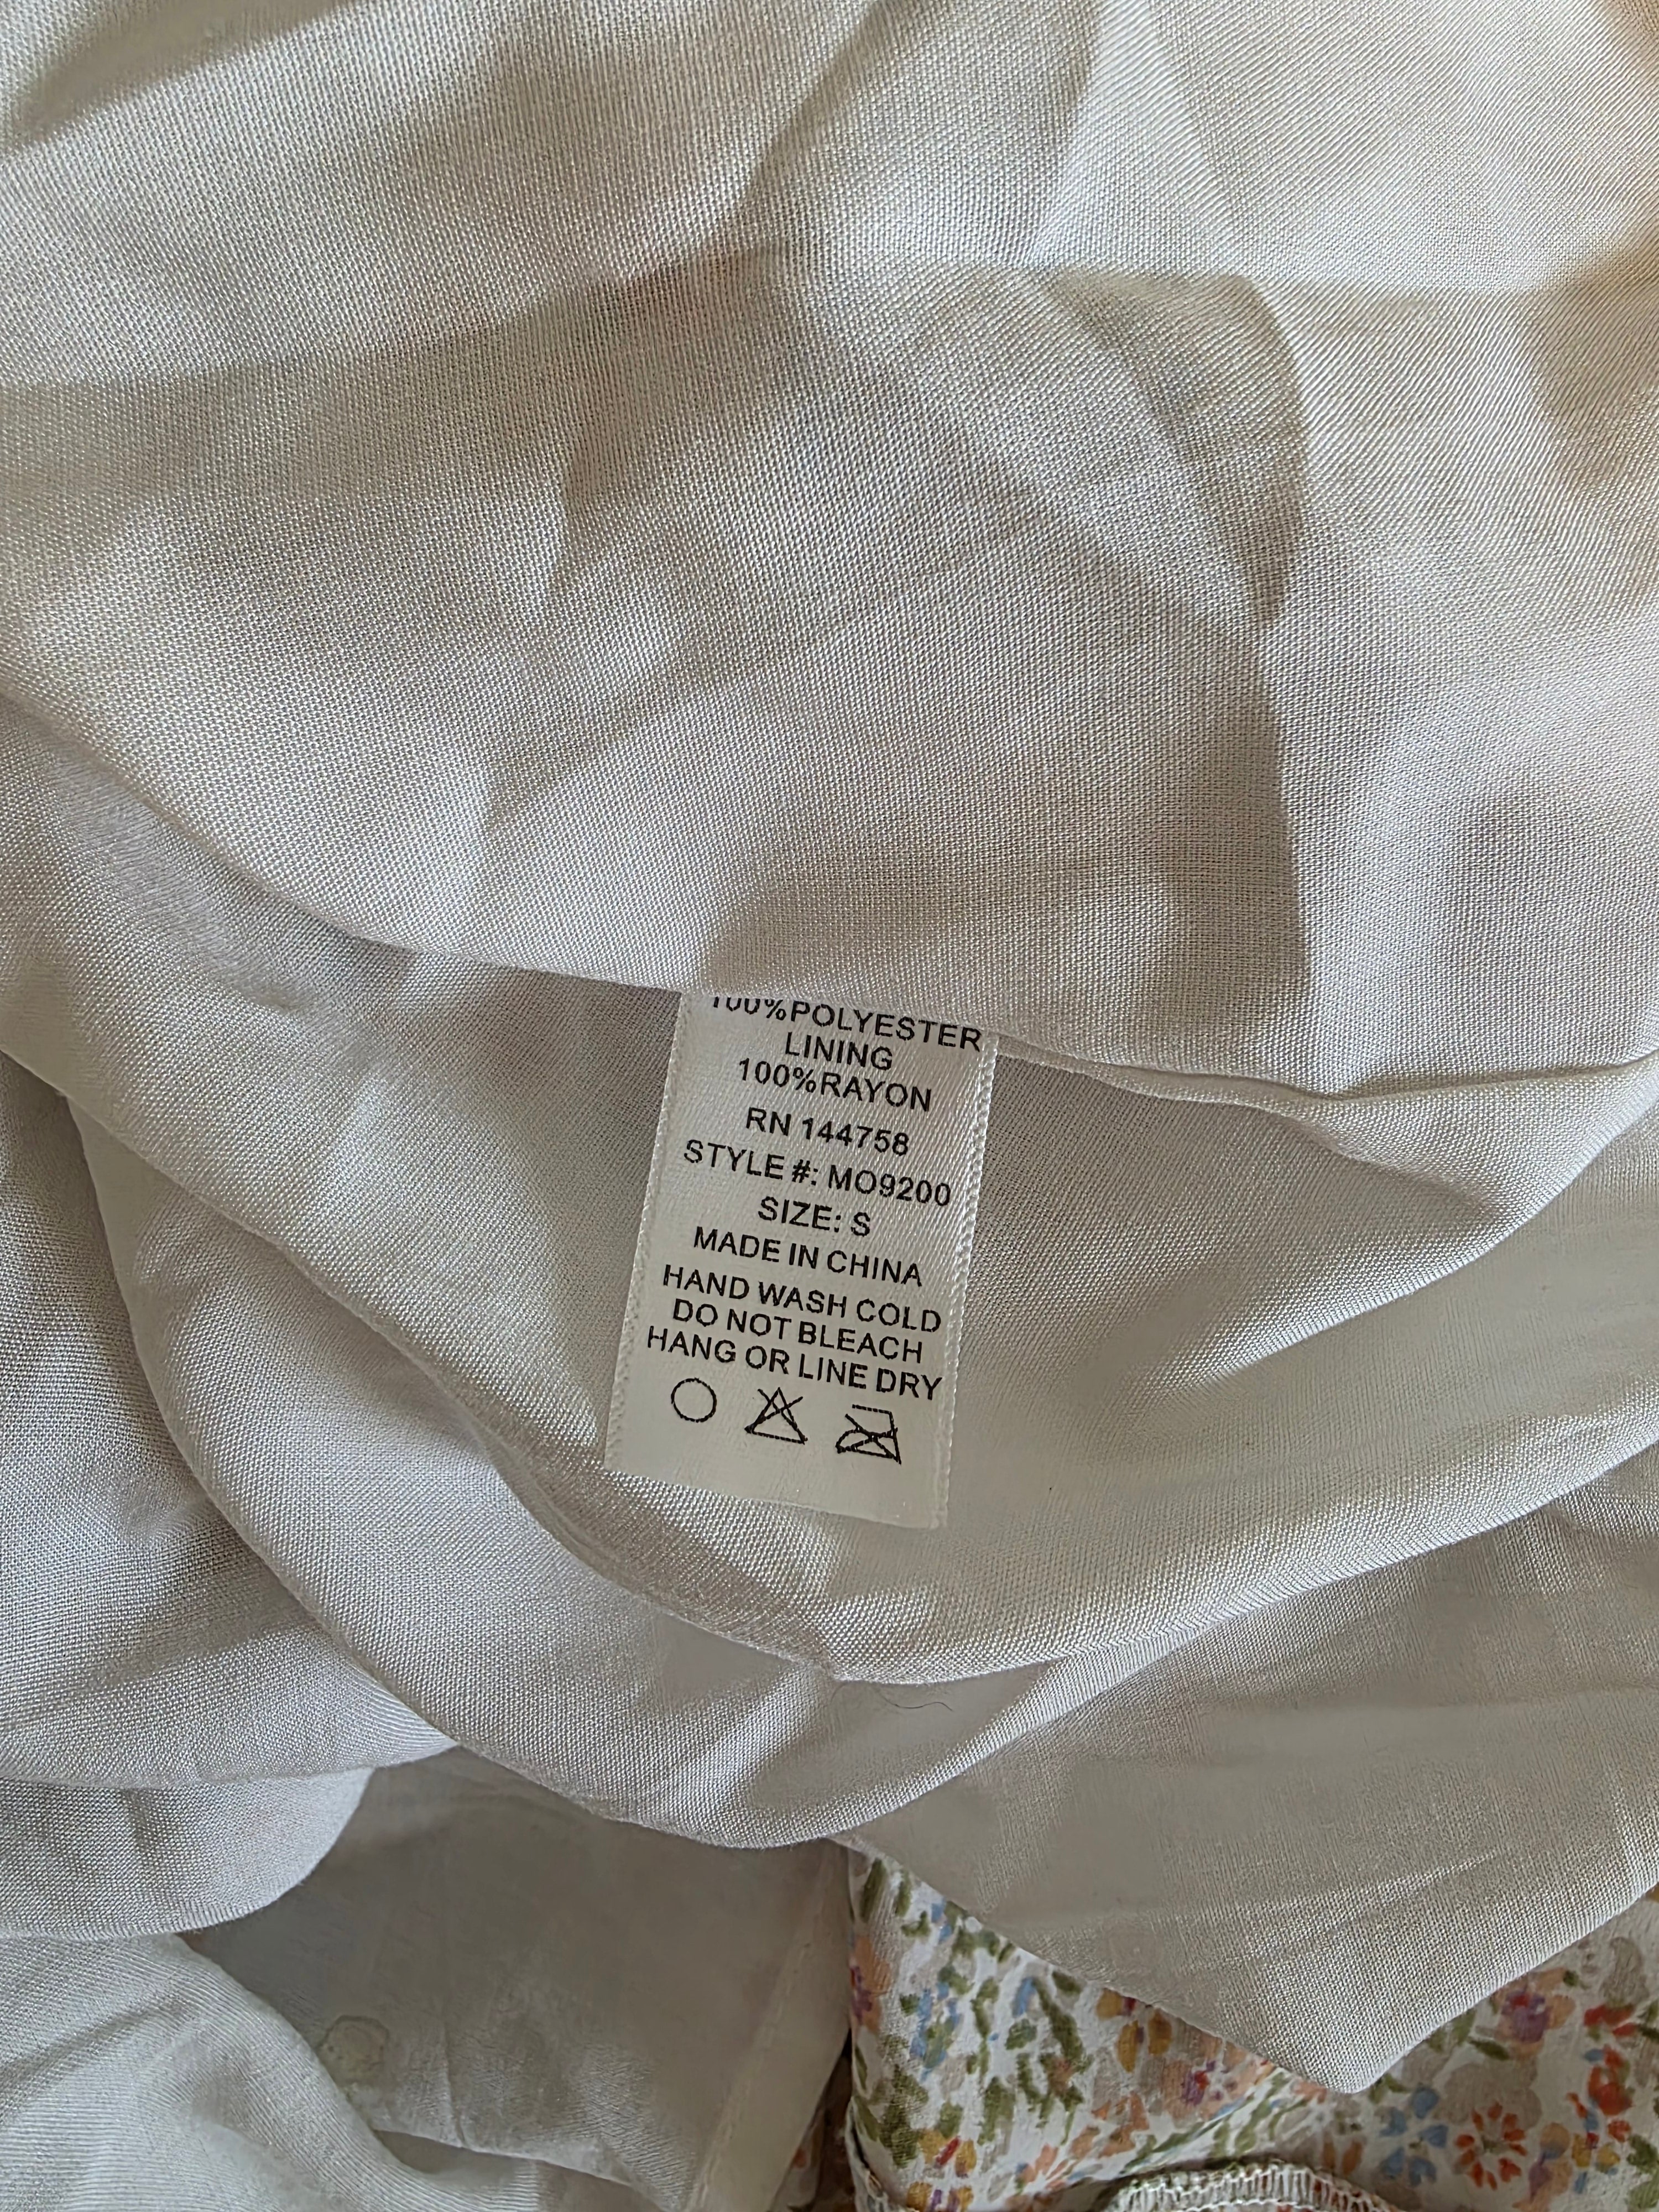 100%POLYESTER
LINING
100%RAYON
RN 144758
STYLE #: MO9200
SIZE: S
MADE IN CHINA
HAND WASH COLD
DO NOT BLEACH
HANG OR LINE DRY